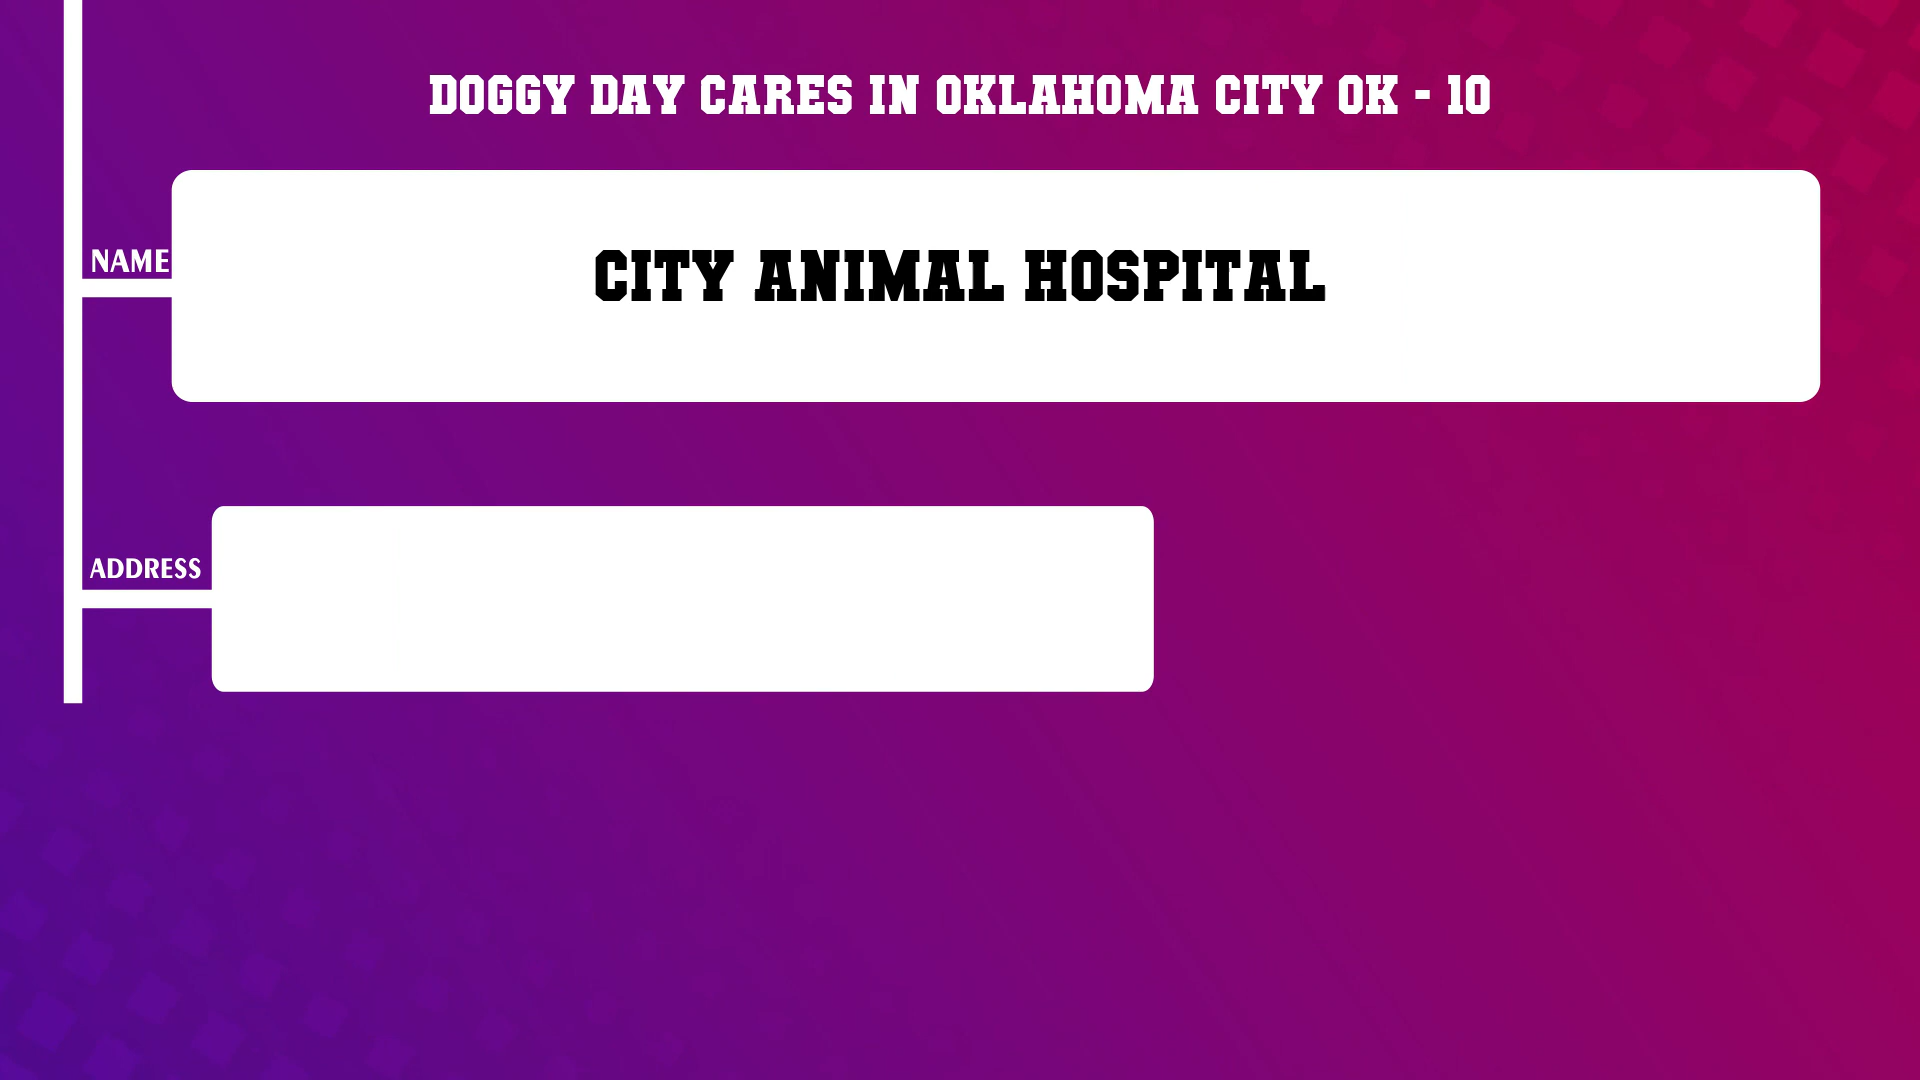 DOGGY DAY CARES IN OKLAHOMA CITY OK - 10
NAME
CITY ANIMAL HOSPITAL
ADDRESS